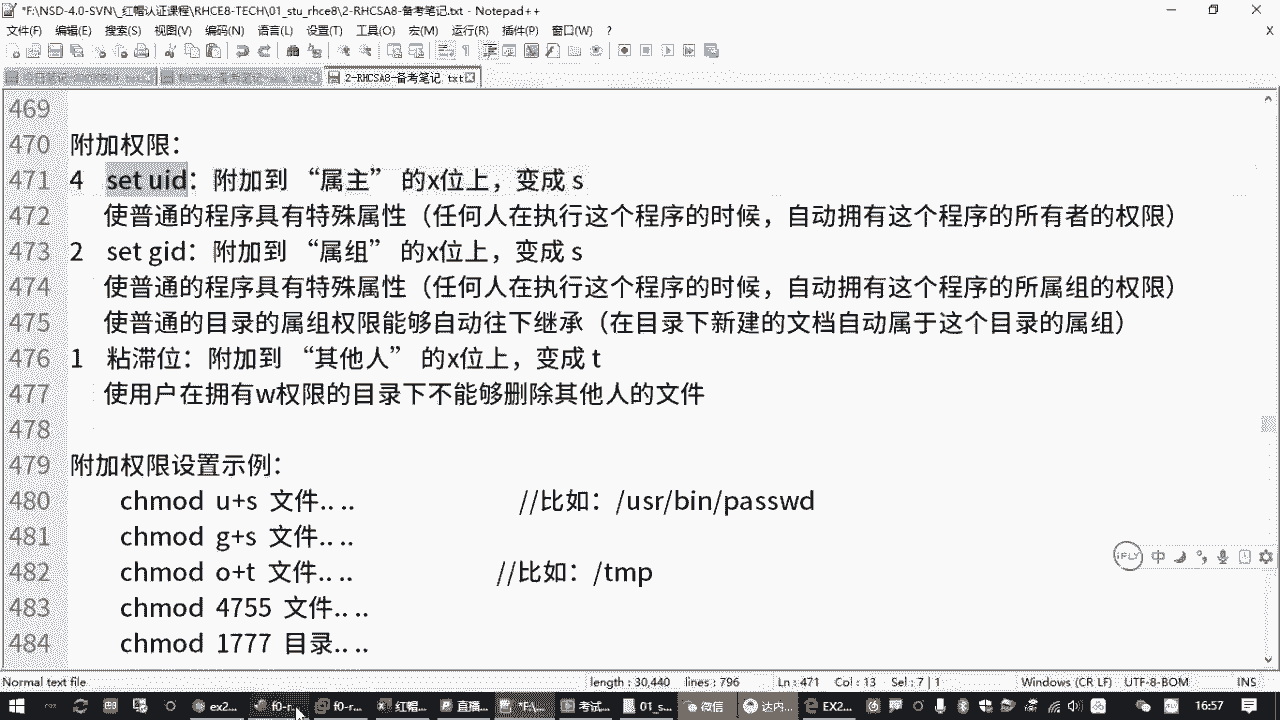 *F:\NSD-4.0-SVN\_红帽认证课程\RHCE8-TECH\01_stu_rhce8\2-RHCSA8-备考笔记.txt - Notepad++
文件(F) 编辑(E) 搜索(S) 视图(V) 编码(N) 语言(L) 设置(T) 工具(O) 宏(M) 运行(R) 插件(P) 窗口(W) ? X
2-RHCSA8-备考笔记.txt
469
470 附加权限：
471 4 set uid：附加到 “属主” 的x位上，变成 s
472 使普通的程序具有特殊属性（任何人在执行这个程序的时候，自动拥有这个程序的所有者的权限）
473 2 set gid：附加到 “属组” 的x位上，变成 s
474 使普通的程序具有特殊属性（任何人在执行这个程序的时候，自动拥有这个程序的所属组的权限）
475 使普通的目录的属组权限能够自动往下继承（在目录下新建的文档自动属于这个目录的属组）
476 1 粘滞位：附加到 “其他人” 的x位上，变成 t
477 使用户在拥有w权限的目录下不能够删除其他人的文件
478
479 附加权限设置示例：
480 chmod u+s 文件.. .. //比如：/usr/bin/passwd
481 chmod g+s 文件.. ..
482 chmod o+t 文件.. .. //比如：/tmp
483 chmod 4755 文件.. ..
484 chmod 1777 目录.. ..
iFLY 中
Normal text file length : 30,440 lines : 796 Ln : 471 Col : 13 Sel : 7 | 1 Windows (CR LF) UTF-8-BOM INS
ex2... f0-r... f0-r... 红帽... 直播... *F:\... 考试... 01_s... 微信 达内... EX2... 16:57